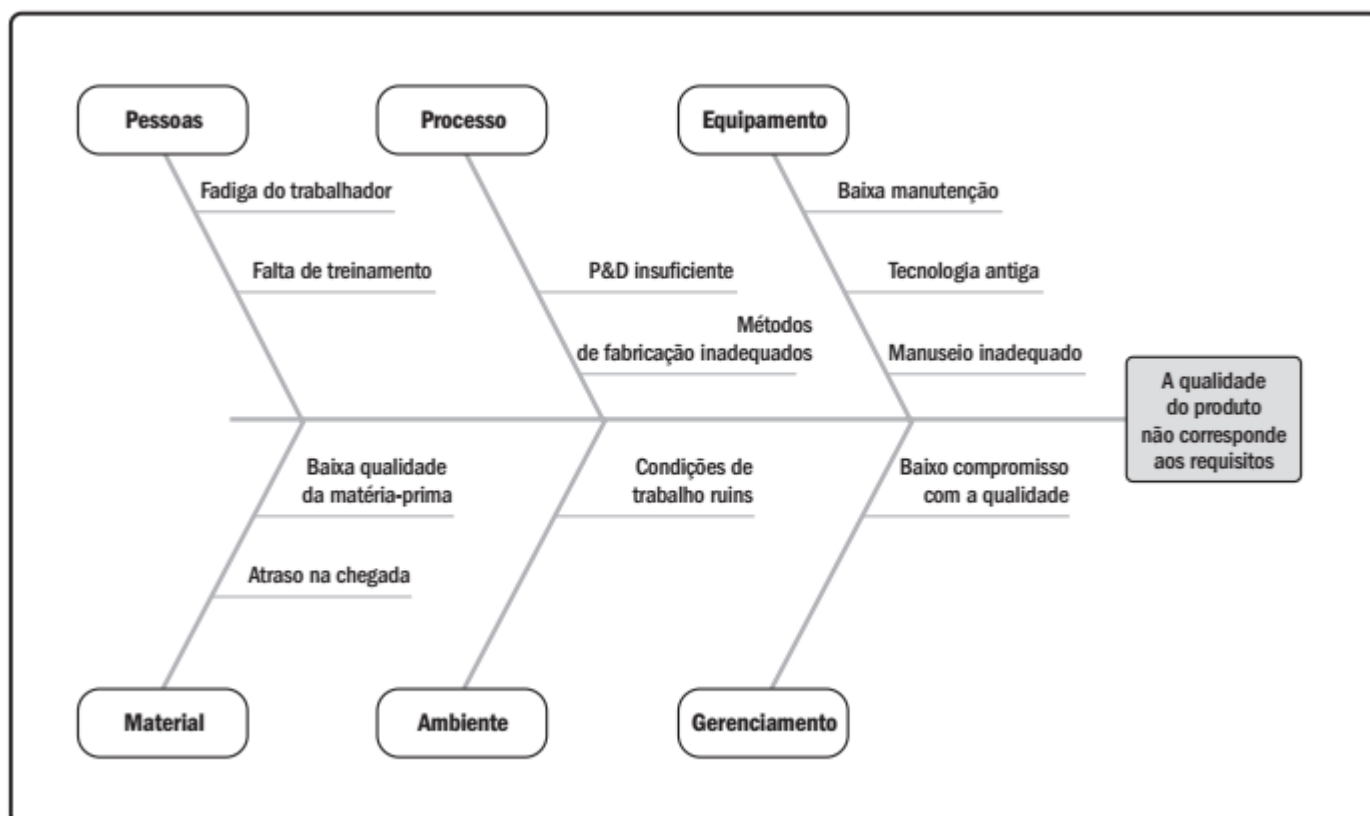 Pessoas
Processo
Equipamento
Fadiga do trabalhador
Baixa manutenção
Falta de treinamento
P&D insuficiente
Tecnologia antiga
Métodos
de fabricação inadequados
Manuseio inadequado
A qualidade
do produto
não corresponde
aos requisitos
Baixa qualidade
da matéria-prima
Condições de
trabalho ruins
Baixo compromisso
com a qualidade
Atraso na chegada
Material
Ambiente
Gerenciamento